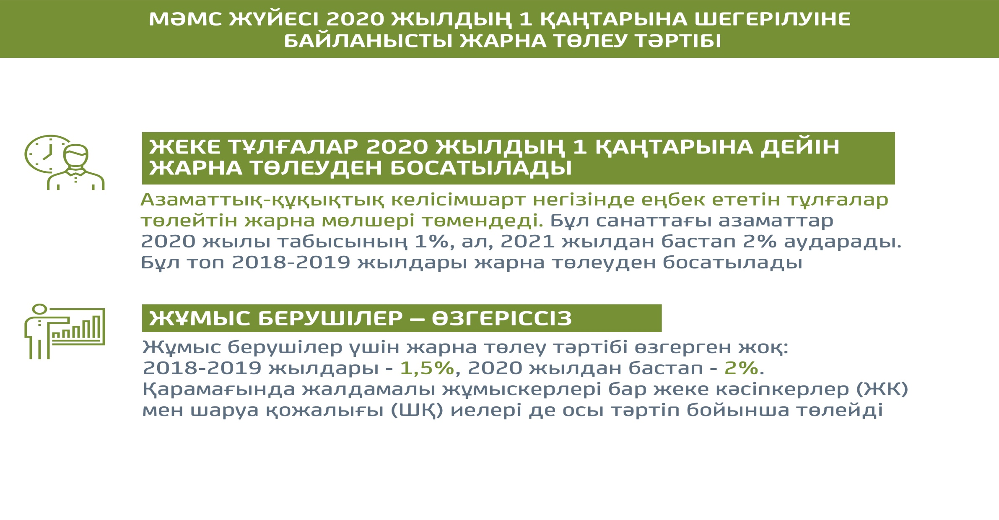 МӘМС ЖҮЙЕСІ 2020 ЖЫЛДЫҢ 1 ҚАҢТАРЫНА ШЕГЕРІЛУІНЕ
БАЙЛАНЫСТЫ ЖАРНА ТӨЛЕУ ТӘРТІБІ
ЖЕКЕ ТҰЛҒАЛАР 2020 ЖЫЛДЫҢ 1 ҚАҢТАРЫНА ДЕЙІН
ЖАРНА ТӨЛЕУДЕН БОСАТЫЛАДЫ
Азаматтық-құқықтық келісімшарт негізінде еңбек ететін тұлғалар
төлейтін жарна мөлшері төмендеді. Бұл санаттағы азаматтар
2020 жылы табысының 1%, ал, 2021 жылдан бастап 2% аударады.
Бұл топ 2018-2019 жылдары жарна төлеуден босатылады
ЖҰМЫС БЕРУШІЛЕР – ӨЗГЕРІССІЗ
Жұмыс берушілер үшін жарна төлеу тәртібі өзгерген жоқ:
2018-2019 жылдары - 1,5%, 2020 жылдан бастап - 2%.
Қарамағында жалдамалы жұмыскерлері бар жеке кәсіпкерлер (ЖК)
мен шаруа қожалығы (ШҚ) иелері де осы тәртіп бойынша төлейді